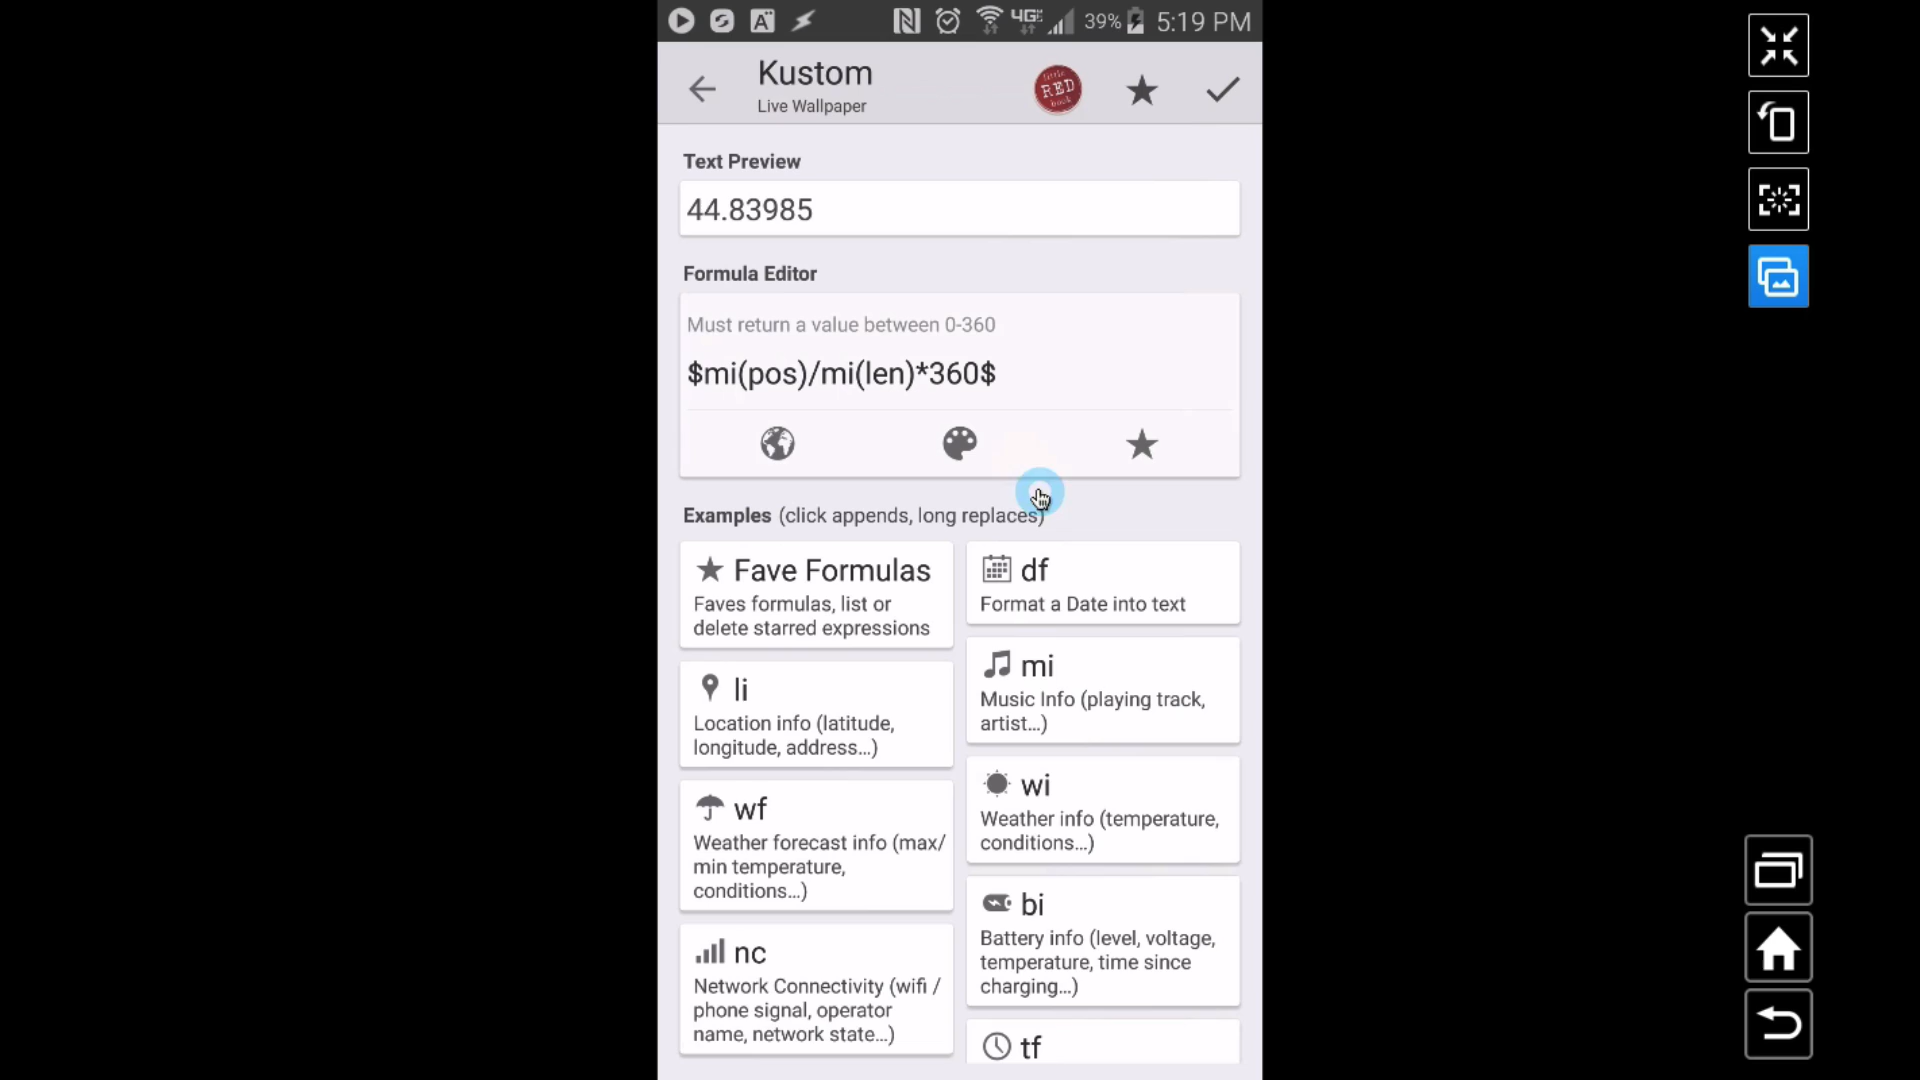 4G 39% 5:19 PM
Kustom
Live Wallpaper
little
RED
book
Text Preview
44.83985
Formula Editor
Must return a value between 0-360
$mi(pos)/mi(len)*360$
Examples (click appends, long replaces)
Fave Formulas
Faves formulas, list or
delete starred expressions
df
Format a Date into text
li
Location info (latitude,
longitude, address...)
mi
Music Info (playing track,
artist...)
wf
Weather forecast info (max/
min temperature,
conditions...)
wi
Weather info (temperature,
conditions...)
nc
Network Connectivity (wifi /
phone signal, operator
name, network state...)
bi
Battery info (level, voltage,
temperature, time since
charging...)
tf